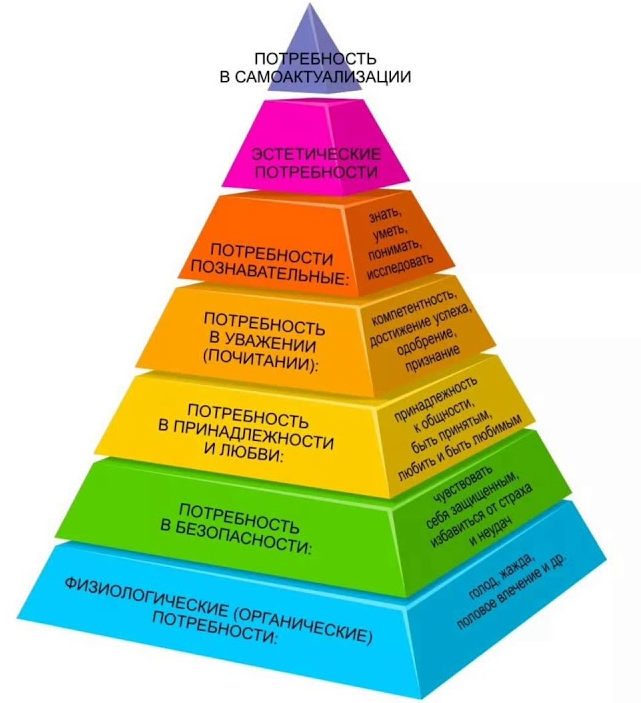 ПОТРЕБНОСТЬ
В САМОАКТУАЛИЗАЦИИ
ЭСТЕТИЧЕСКИЕ
ПОТРЕБНОСТИ
ПОТРЕБНОСТИ
ПОЗНАВАТЕЛЬНЫЕ:
знать,
уметь,
понимать,
исследовать
ПОТРЕБНОСТЬ
В УВАЖЕНИИ
(ПОЧИТАНИИ):
компетентность,
достижение успеха,
одобрение,
признание
ПОТРЕБНОСТЬ
В ПРИНАДЛЕЖНОСТИ
И ЛЮБВИ:
принадлежность
к общности,
быть принятым,
любить и быть любимым
ПОТРЕБНОСТЬ
В БЕЗОПАСНОСТИ:
чувствовать
себя защищенным,
избавиться от страха
и неудач
ФИЗИОЛОГИЧЕСКИЕ (ОРГАНИЧЕСКИЕ)
ПОТРЕБНОСТИ:
голод, жажда,
половое влечение и др.